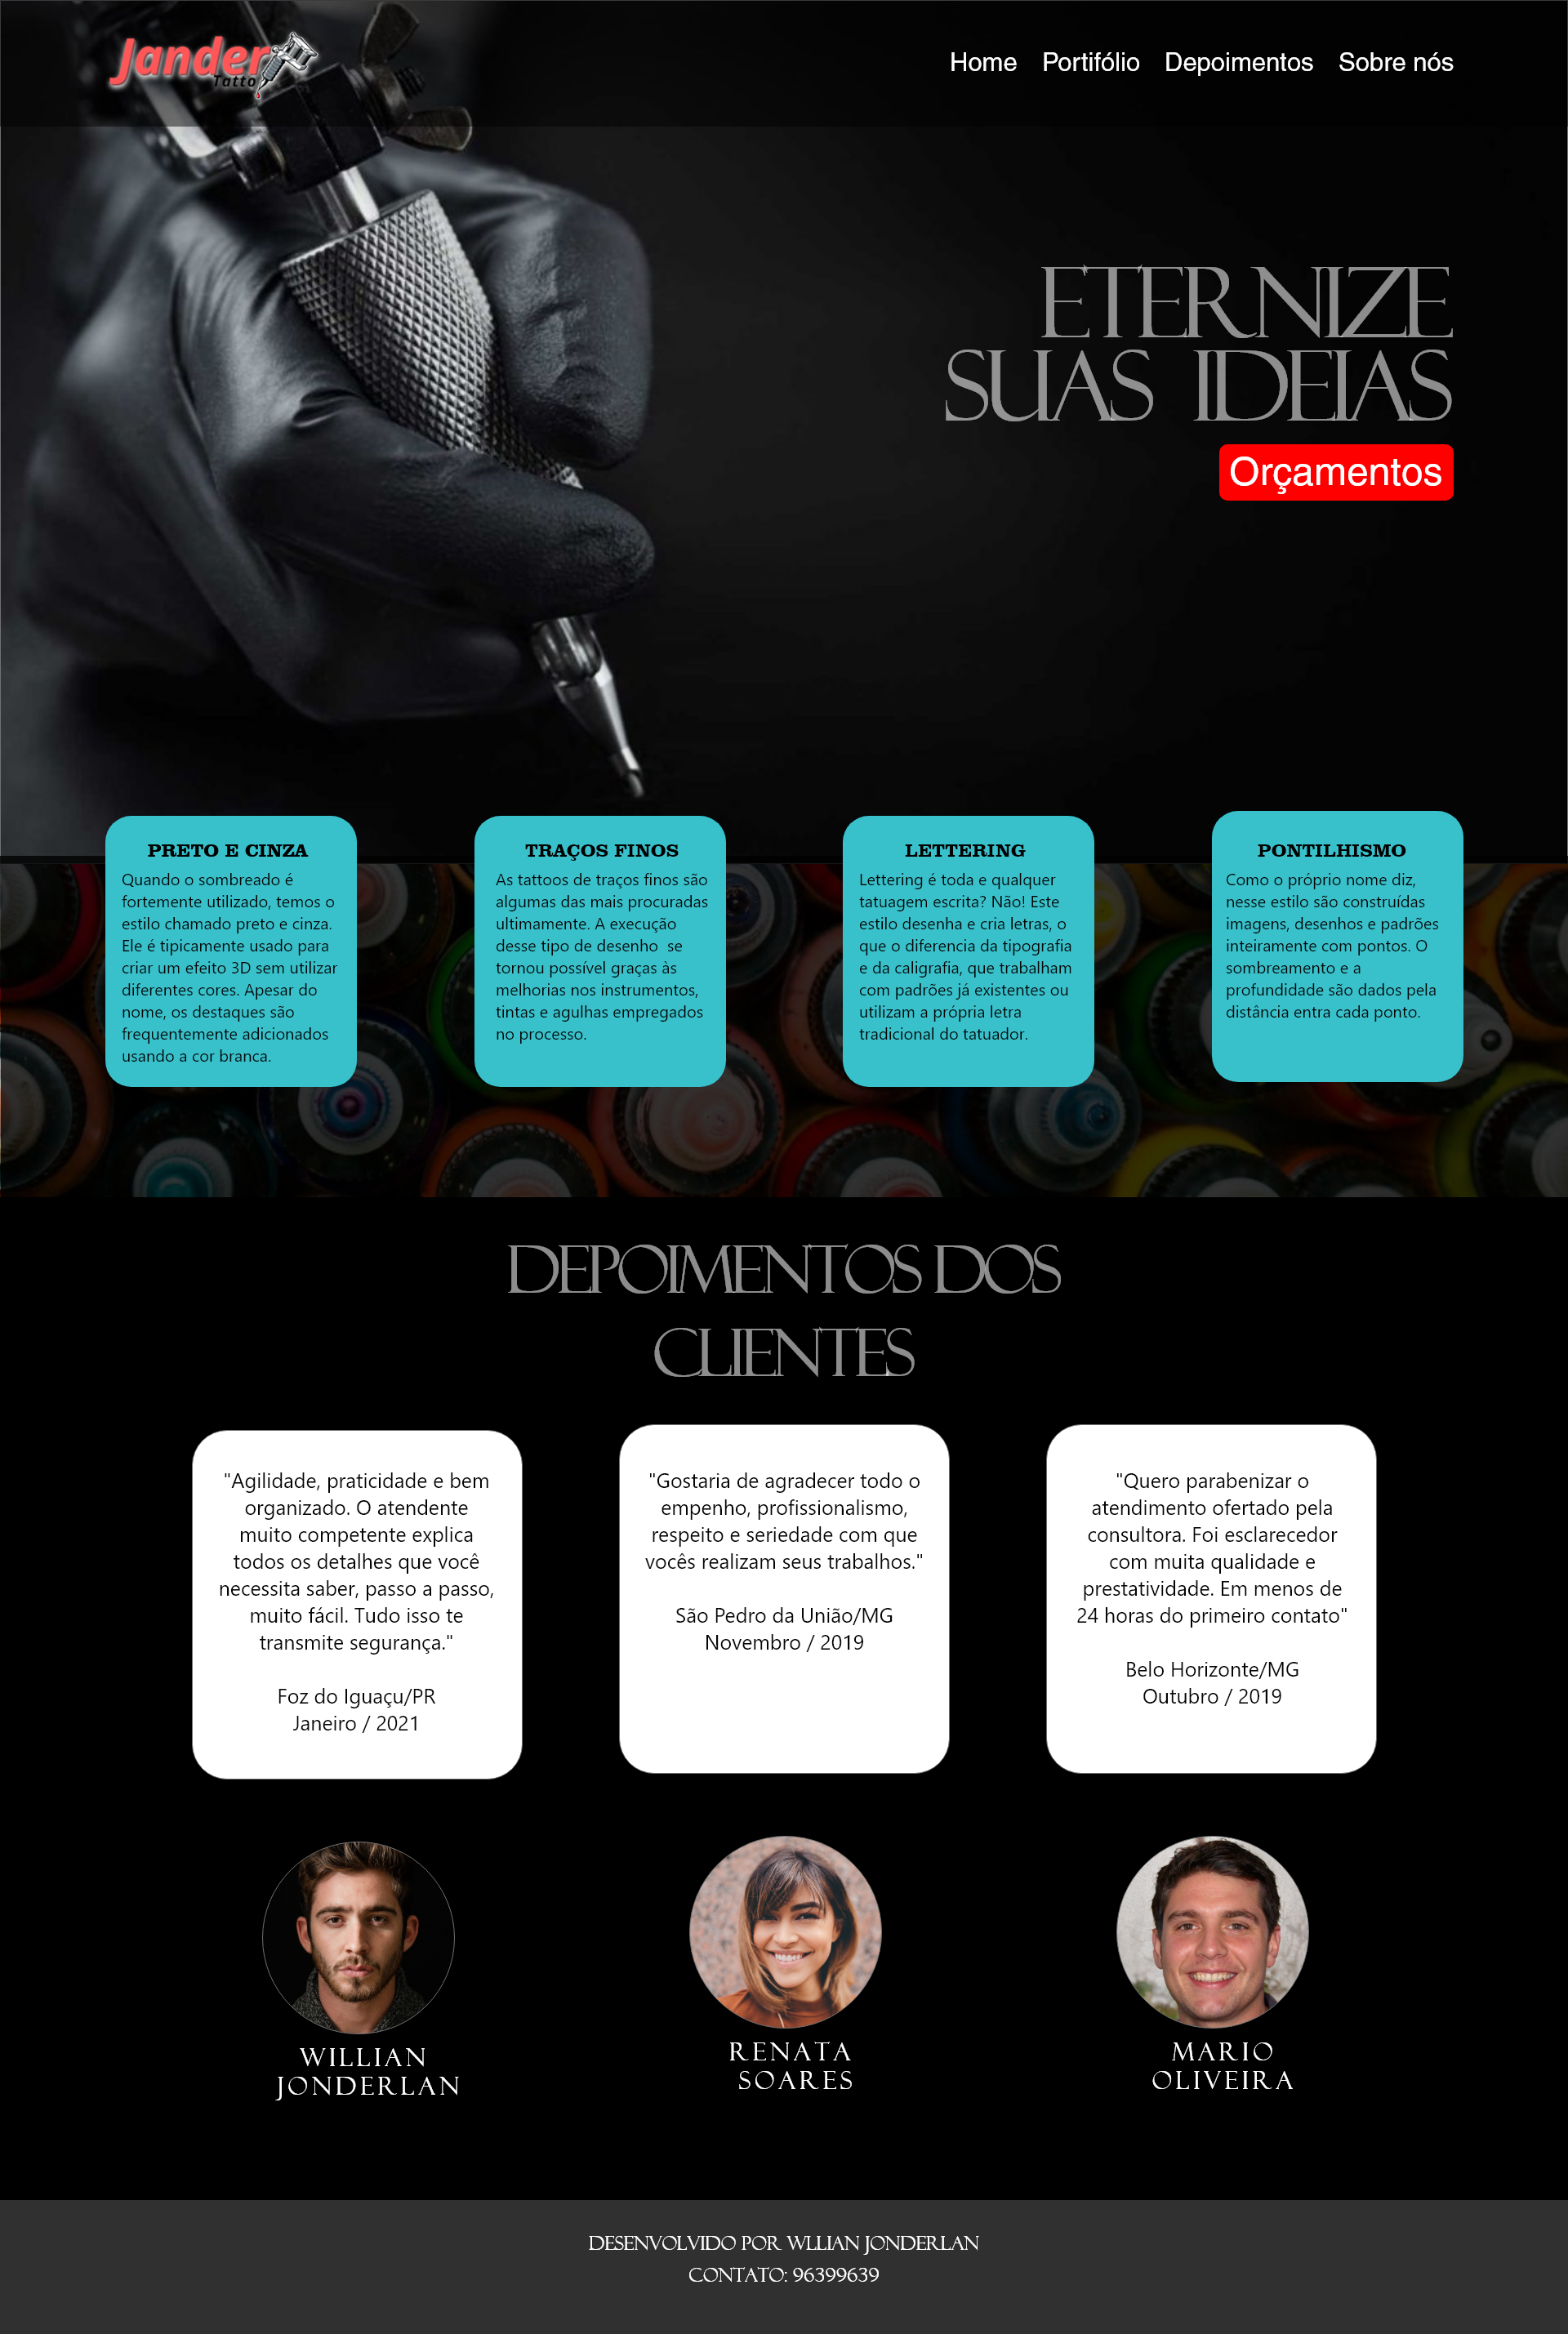 Jander
Tatto
Home Portifólio Depoimentos Sobre nós
ETERNIZE
SUAS IDEIAS
Orçamentos
PRETO E CINZA
Quando o sombreado é
fortemente utilizado, temos o
estilo chamado preto e cinza.
Ele é tipicamente usado para
criar um efeito 3D sem utilizar
diferentes cores. Apesar do
nome, os destaques são
frequentemente adicionados
usando a cor branca.
TRAÇOS FINOS
As tattoos de traços finos são
algumas das mais procuradas
ultimamente. A execução
desse tipo de desenho  se
tornou possível graças às
melhorias nos instrumentos,
tintas e agulhas empregados
no processo.
LETTERING
Lettering é toda e qualquer
tatuagem escrita? Não! Este
estilo desenha e cria letras, o
que o diferencia da tipografia
e da caligrafia, que trabalham
com padrões já existentes ou
utilizam a própria letra
tradicional do tatuador.
PONTILHISMO
Como o próprio nome diz,
nesse estilo são construídas
imagens, desenhos e padrões
inteiramente com pontos. O
sombreamento e a
profundidade são dados pela
distância entra cada ponto.
DEPOIMENTOS DOS
CLIENTES
"Agilidade, praticidade e bem
organizado. O atendente
muito competente explica
todos os detalhes que você
necessita saber, passo a passo,
muito fácil. Tudo isso te
transmite segurança."
Foz do Iguaçu/PR
Janeiro / 2021
"Gostaria de agradecer todo o
empenho, profissionalismo,
respeito e seriedade com que
vocês realizam seus trabalhos."
São Pedro da União/MG
Novembro / 2019
"Quero parabenizar o
atendimento ofertado pela
consultora. Foi esclarecedor
com muita qualidade e
prestatividade. Em menos de
24 horas do primeiro contato"
Belo Horizonte/MG
Outubro / 2019
WILLIAN
JONDERLAN
RENATA
SOARES
MARIO
OLIVEIRA
DESENVOLVIDO POR WLLIAN JONDERLAN
CONTATO: 96399639